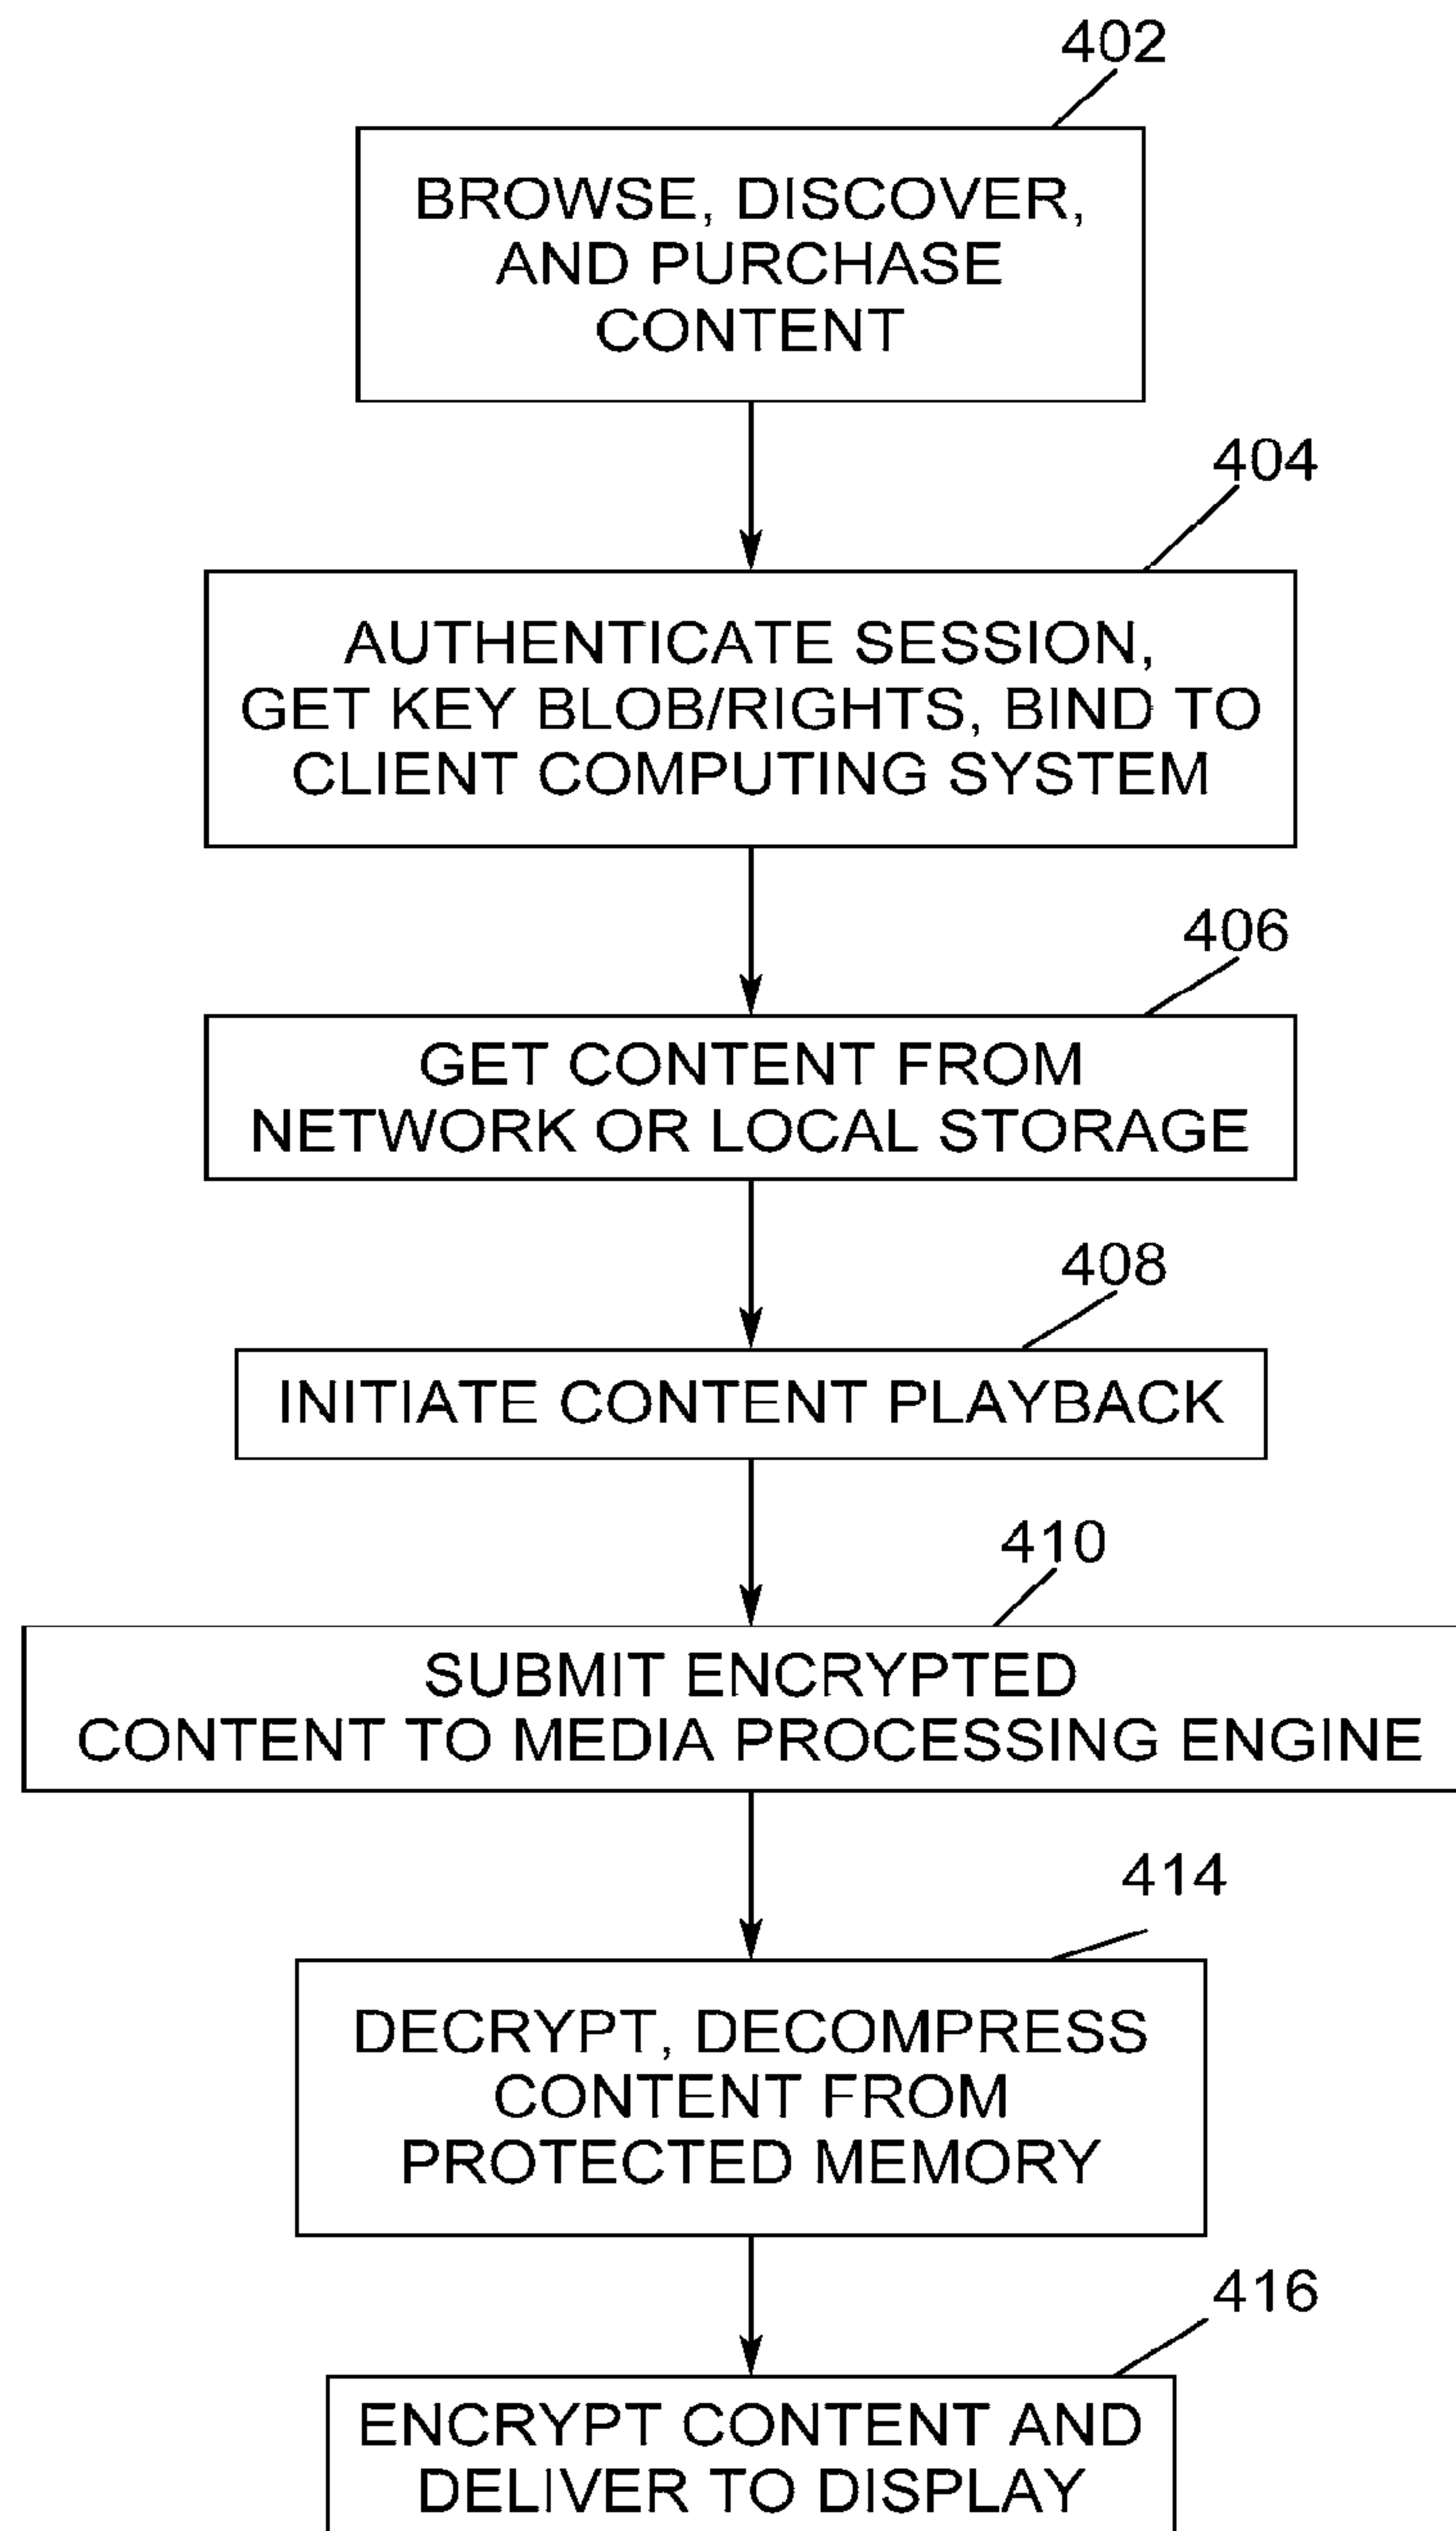 402
BROWSE, DISCOVER,
AND PURCHASE
CONTENT
404
AUTHENTICATE SESSION,
GET KEY BLOB/RIGHTS, BIND TO
CLIENT COMPUTING SYSTEM
406
GET CONTENT FROM
NETWORK OR LOCAL STORAGE
408
INITIATE CONTENT PLAYBACK
410
SUBMIT ENCRYPTED
CONTENT TO MEDIA PROCESSING ENGINE
414
DECRYPT, DECOMPRESS
CONTENT FROM
PROTECTED MEMORY
416
ENCRYPT CONTENT AND
DELIVER TO DISPLAY